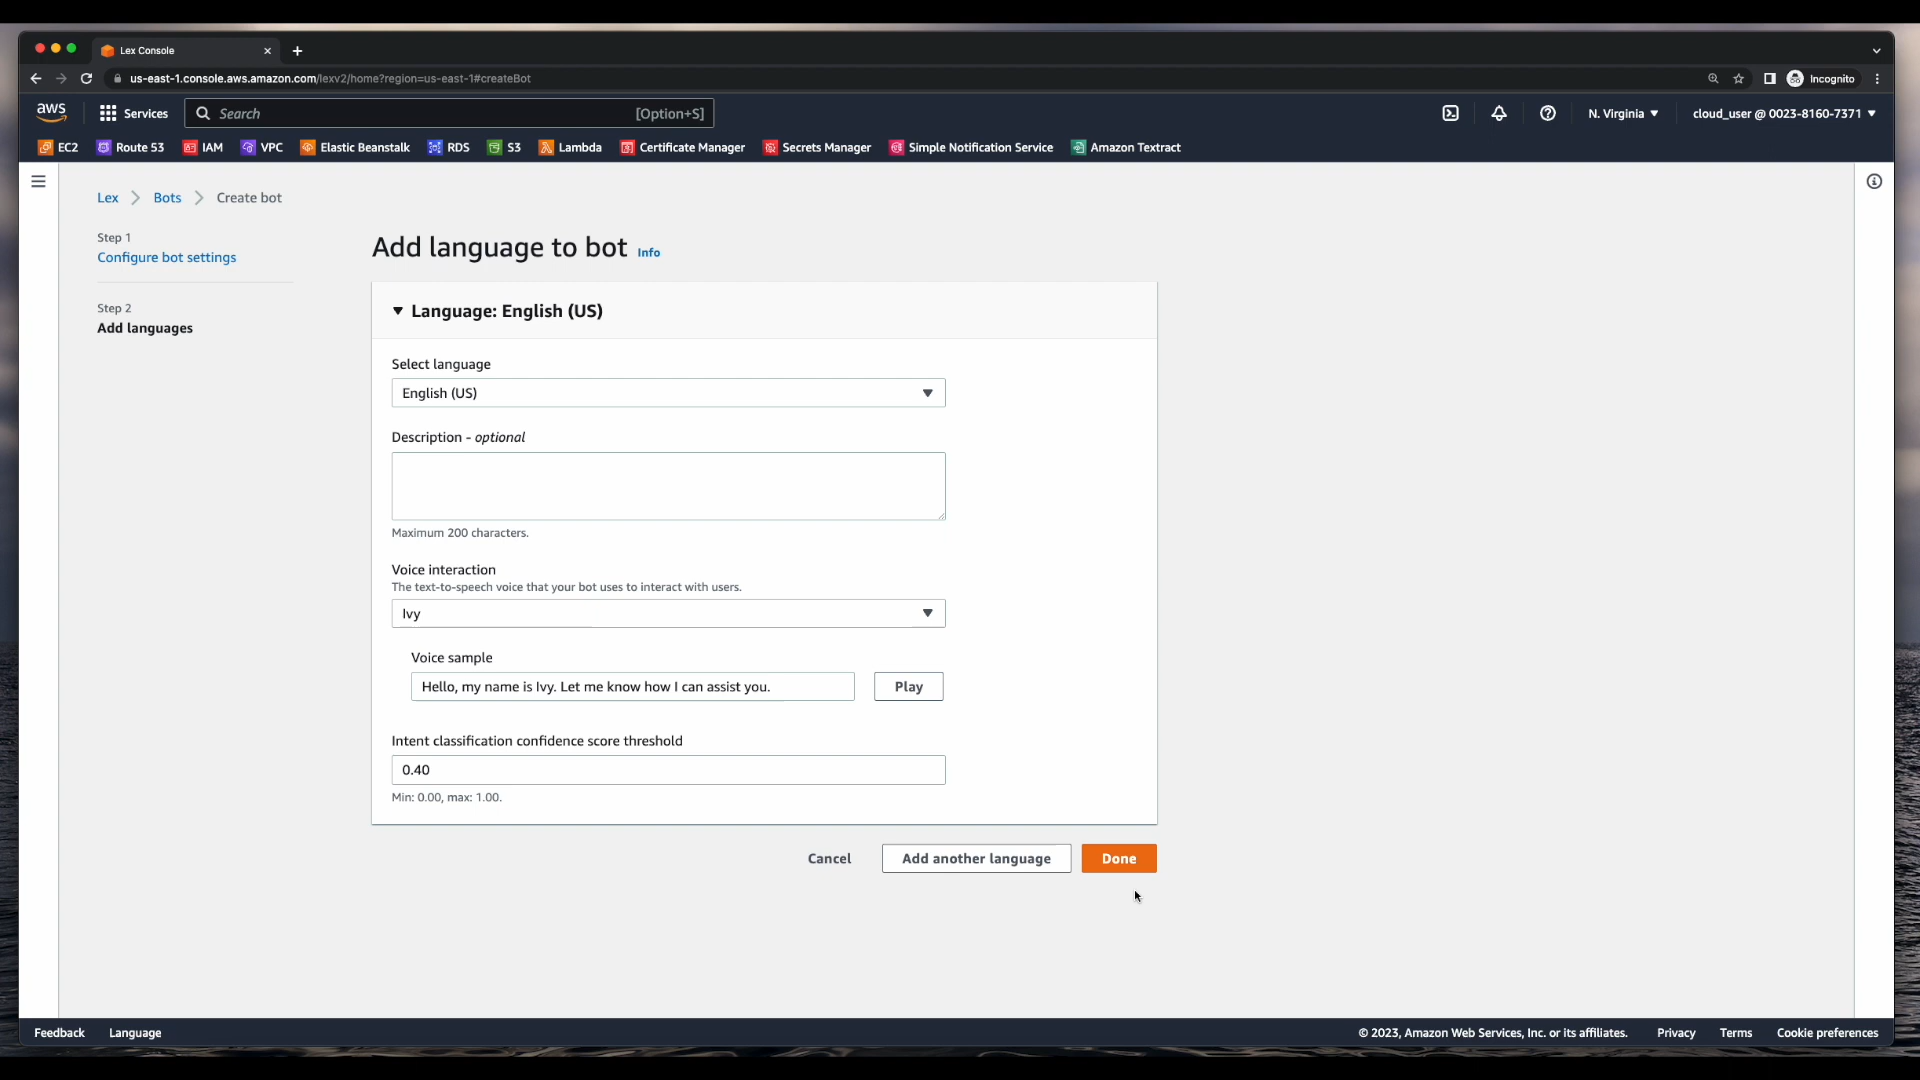 Lex Console
us-east-1.console.aws.amazon.com/lexv2/home?region=us-east-1#createBot
Incognito
aws
Services
Search
[Option+S]
N. Virginia
cloud_user @ 0023-8160-7371
EC2
Route 53
IAM
VPC
Elastic Beanstalk
RDS
S3
Lambda
Certificate Manager
Secrets Manager
Simple Notification Service
Amazon Textract
Lex
Bots
Create bot
Step 1
Configure bot settings
Step 2
Add languages
Add language to bot Info
Language: English (US)
Select language
English (US)
Description - optional
Maximum 200 characters.
Voice interaction
The text-to-speech voice that your bot uses to interact with users.
Ivy
Voice sample
Hello, my name is Ivy. Let me know how I can assist you.
Play
Intent classification confidence score threshold
0.40
Min: 0.00, max: 1.00.
Cancel
Add another language
Done
Feedback
Language
© 2023, Amazon Web Services, Inc. or its affiliates.
Privacy
Terms
Cookie preferences